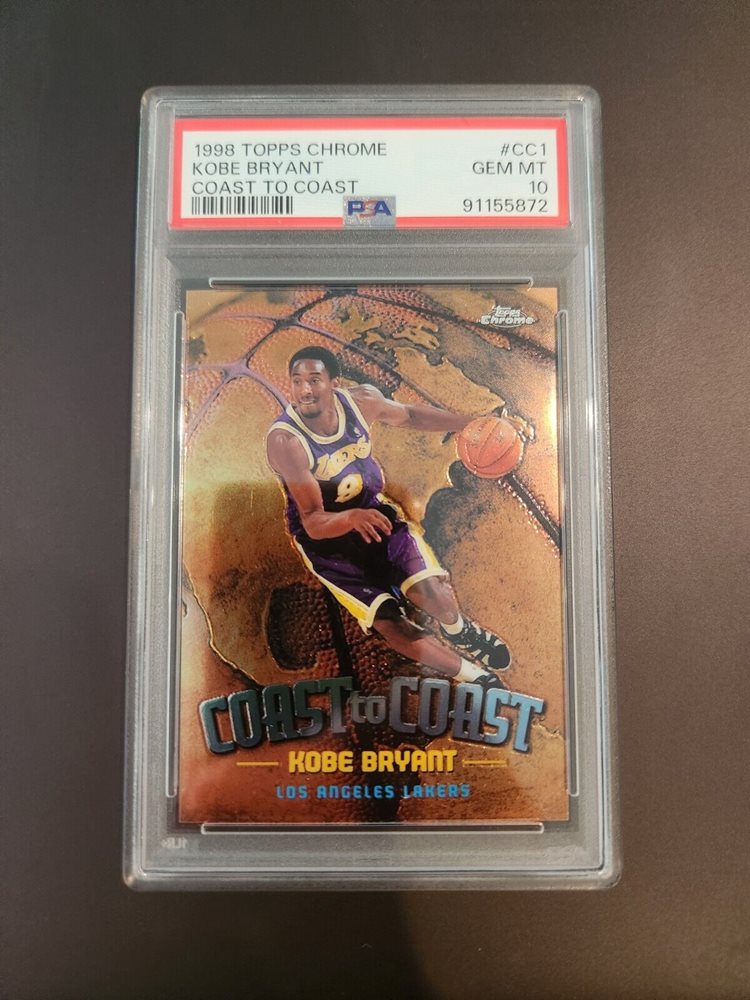 1998 TOPPS CHROME #CC1
KOBE BRYANT GEM MT
COAST TO COAST 10
PSA 91155872
Topps
Chrome
LAKERS
9
COAST to COAST
KOBE BRYANT
LOS ANGELES LAKERS